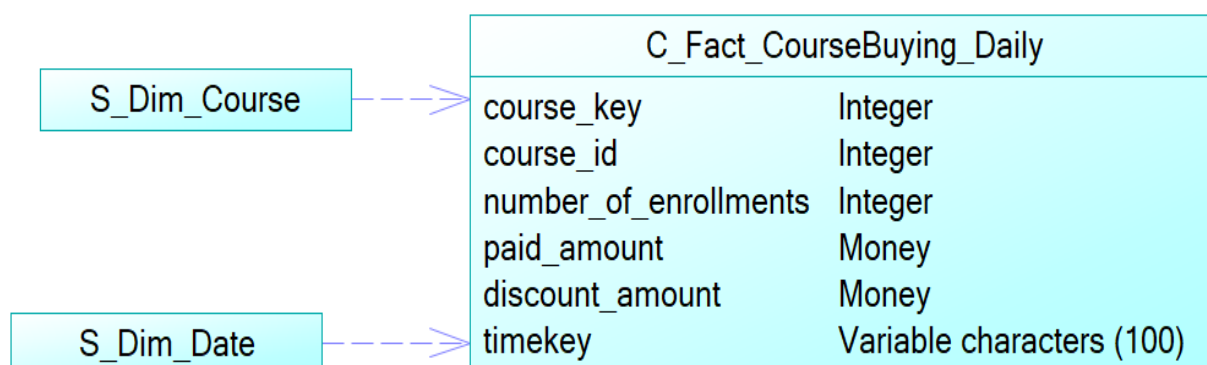 C_Fact_CourseBuying_Daily
S_Dim_Course
course_key Integer
course_id Integer
number_of_enrollments Integer
paid_amount Money
discount_amount Money
S_Dim_Date
timekey Variable characters (100)